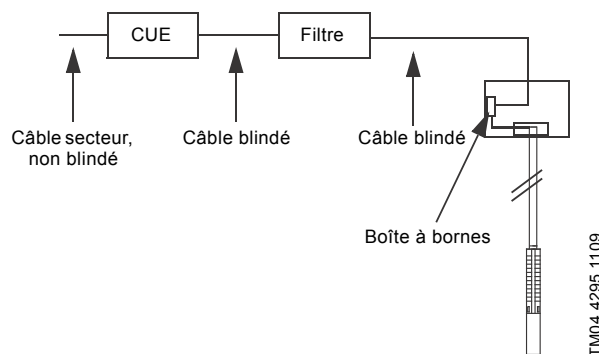 CUE
Filtre
Câble secteur,
non blindé
Câble blindé
Câble blindé
Boîte à bornes
TM04 4295 1109